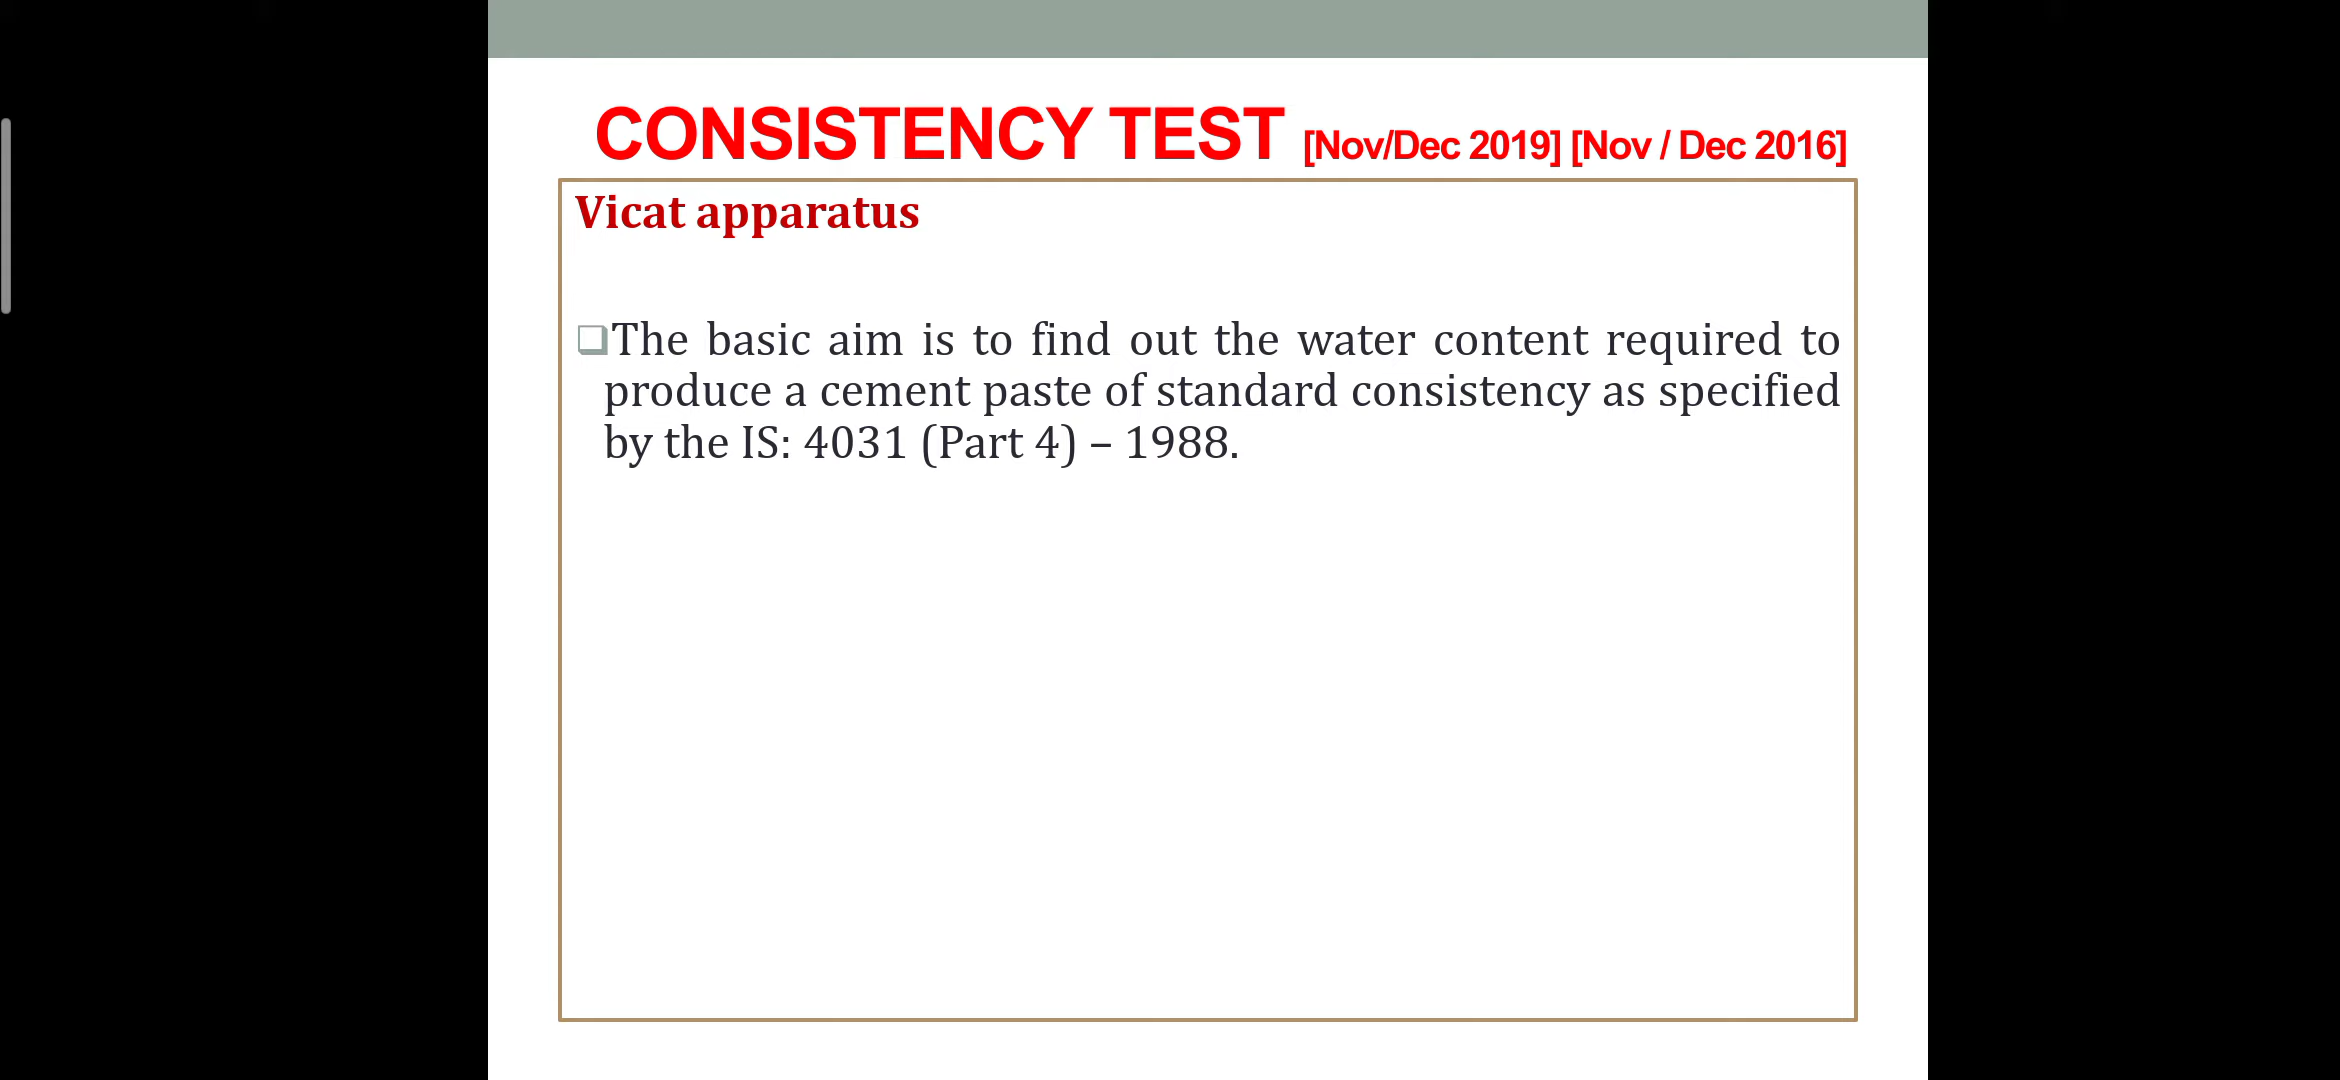 CONSISTENCY TEST [Nov/Dec 2019] [Nov / Dec 2016]
Vicat apparatus
❑The basic aim is to find out the water content required to
produce a cement paste of standard consistency as specified
by the IS: 4031 (Part 4) – 1988.